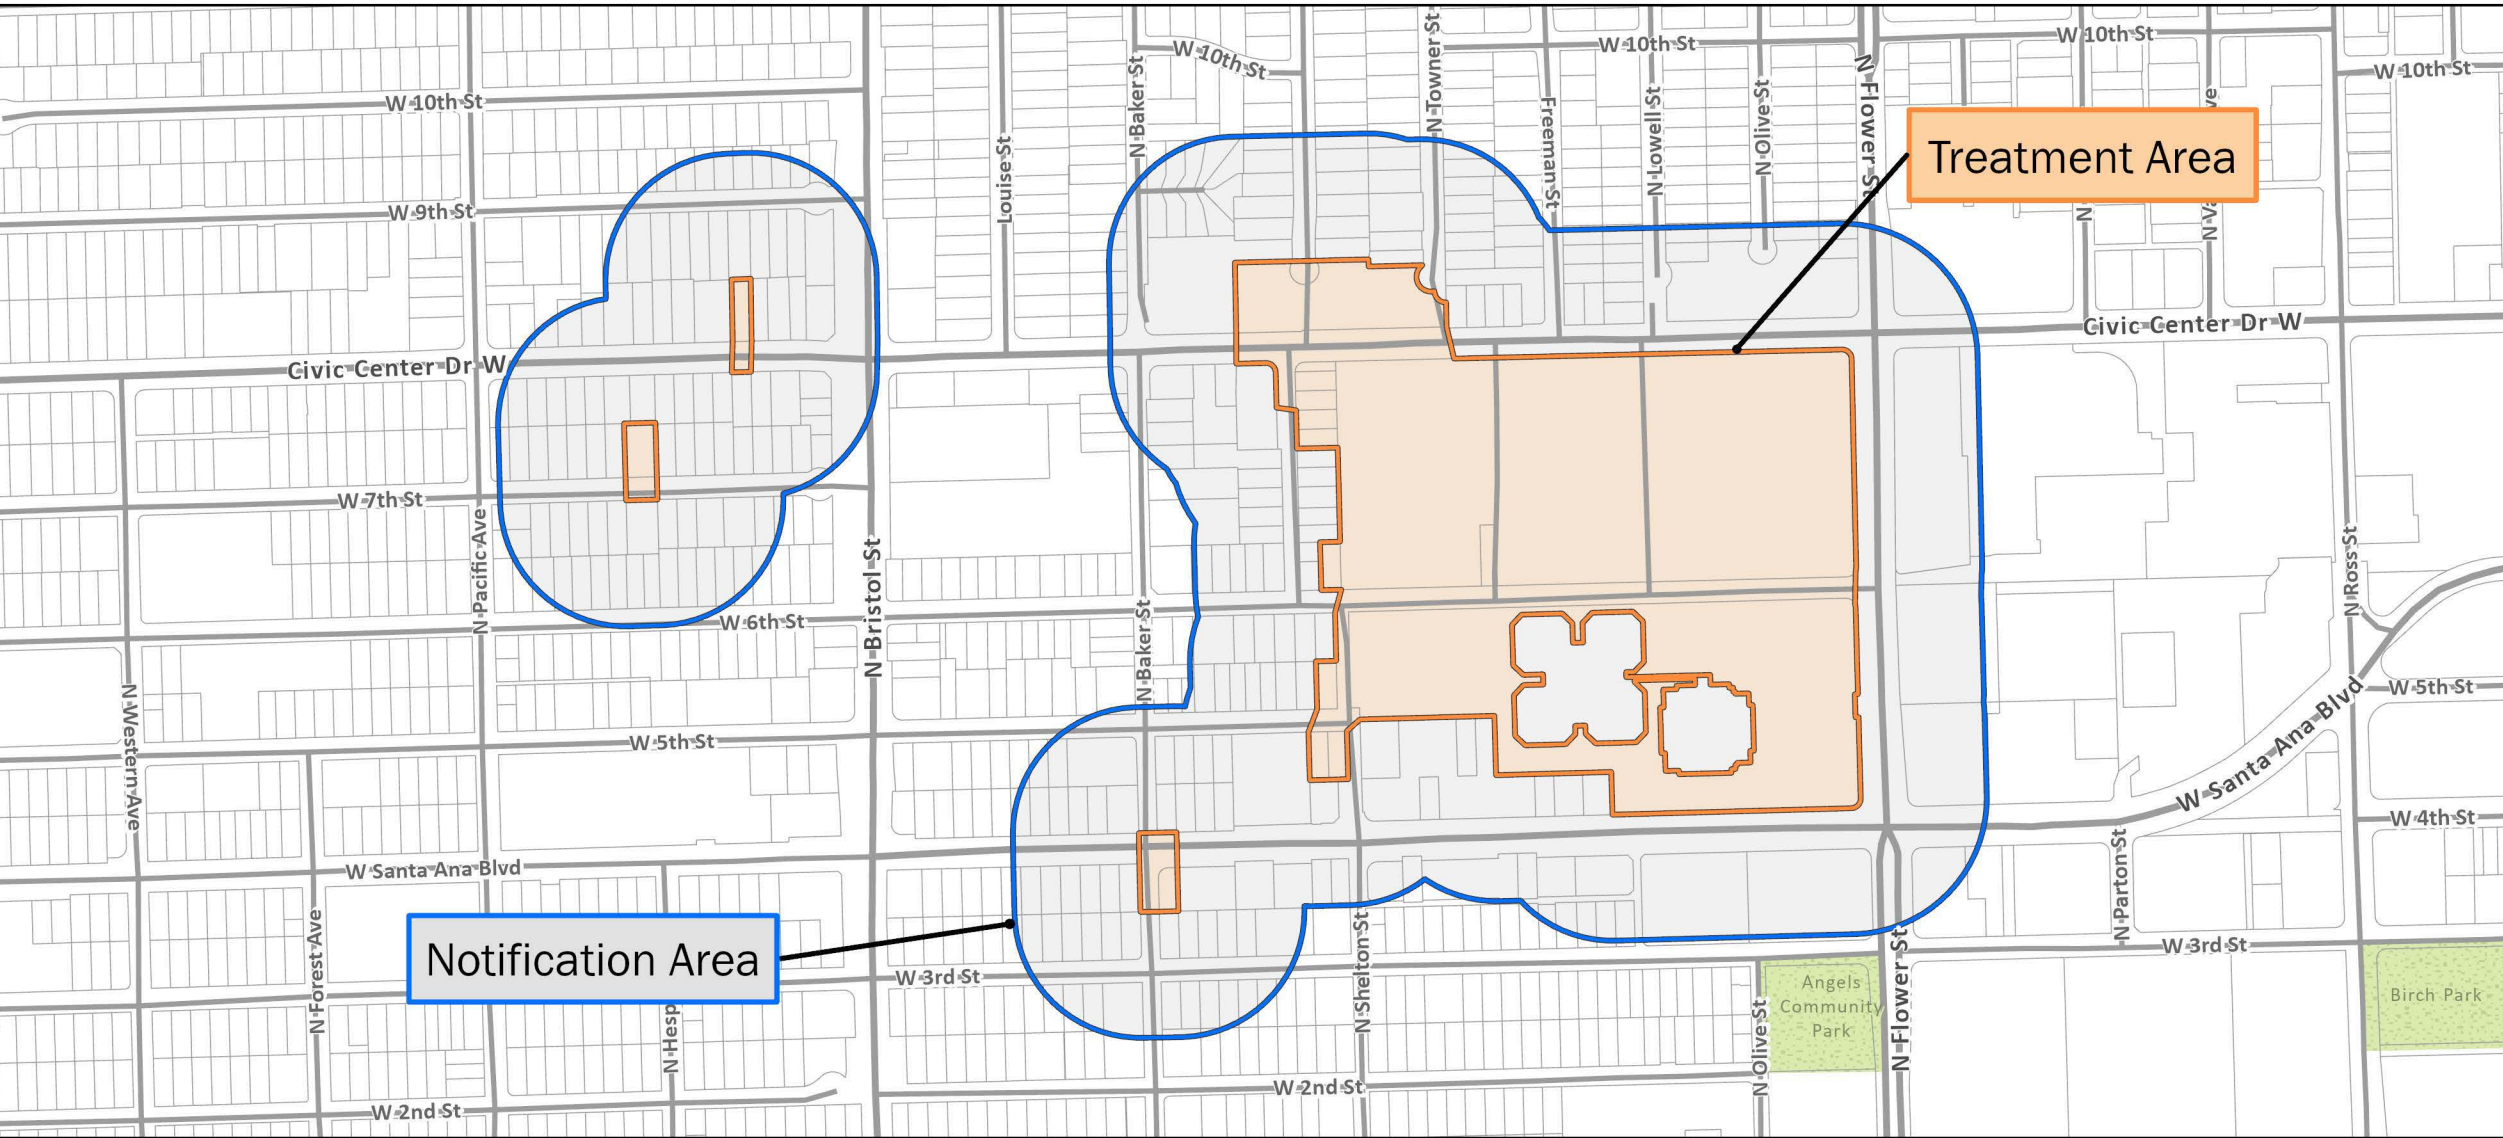 W 10th St
W 10th St
W 10th St
W 10th St
W 10th St
N Baker St
N Towner St
Freeman St
N Lowell St
N Olive St
N Flower St
Louise St
Treatment Area
W 9th St
Civic Center Dr W
Civic Center Dr W
W 7th St
N Pacific Ave
N Bristol St
N Baker St
N Ross St
W 6th St
N Western Ave
W 5th St
W 5th St
W Santa Ana Blvd
W 4th St
W Santa Ana Blvd
N Parton St
N Forest Ave
Notification Area
N Hesp
W 3rd St
W 3rd St
N Shelton St
N Olive St
N Flower St
Angels
Community
Park
Birch Park
W 2nd St
W 2nd St